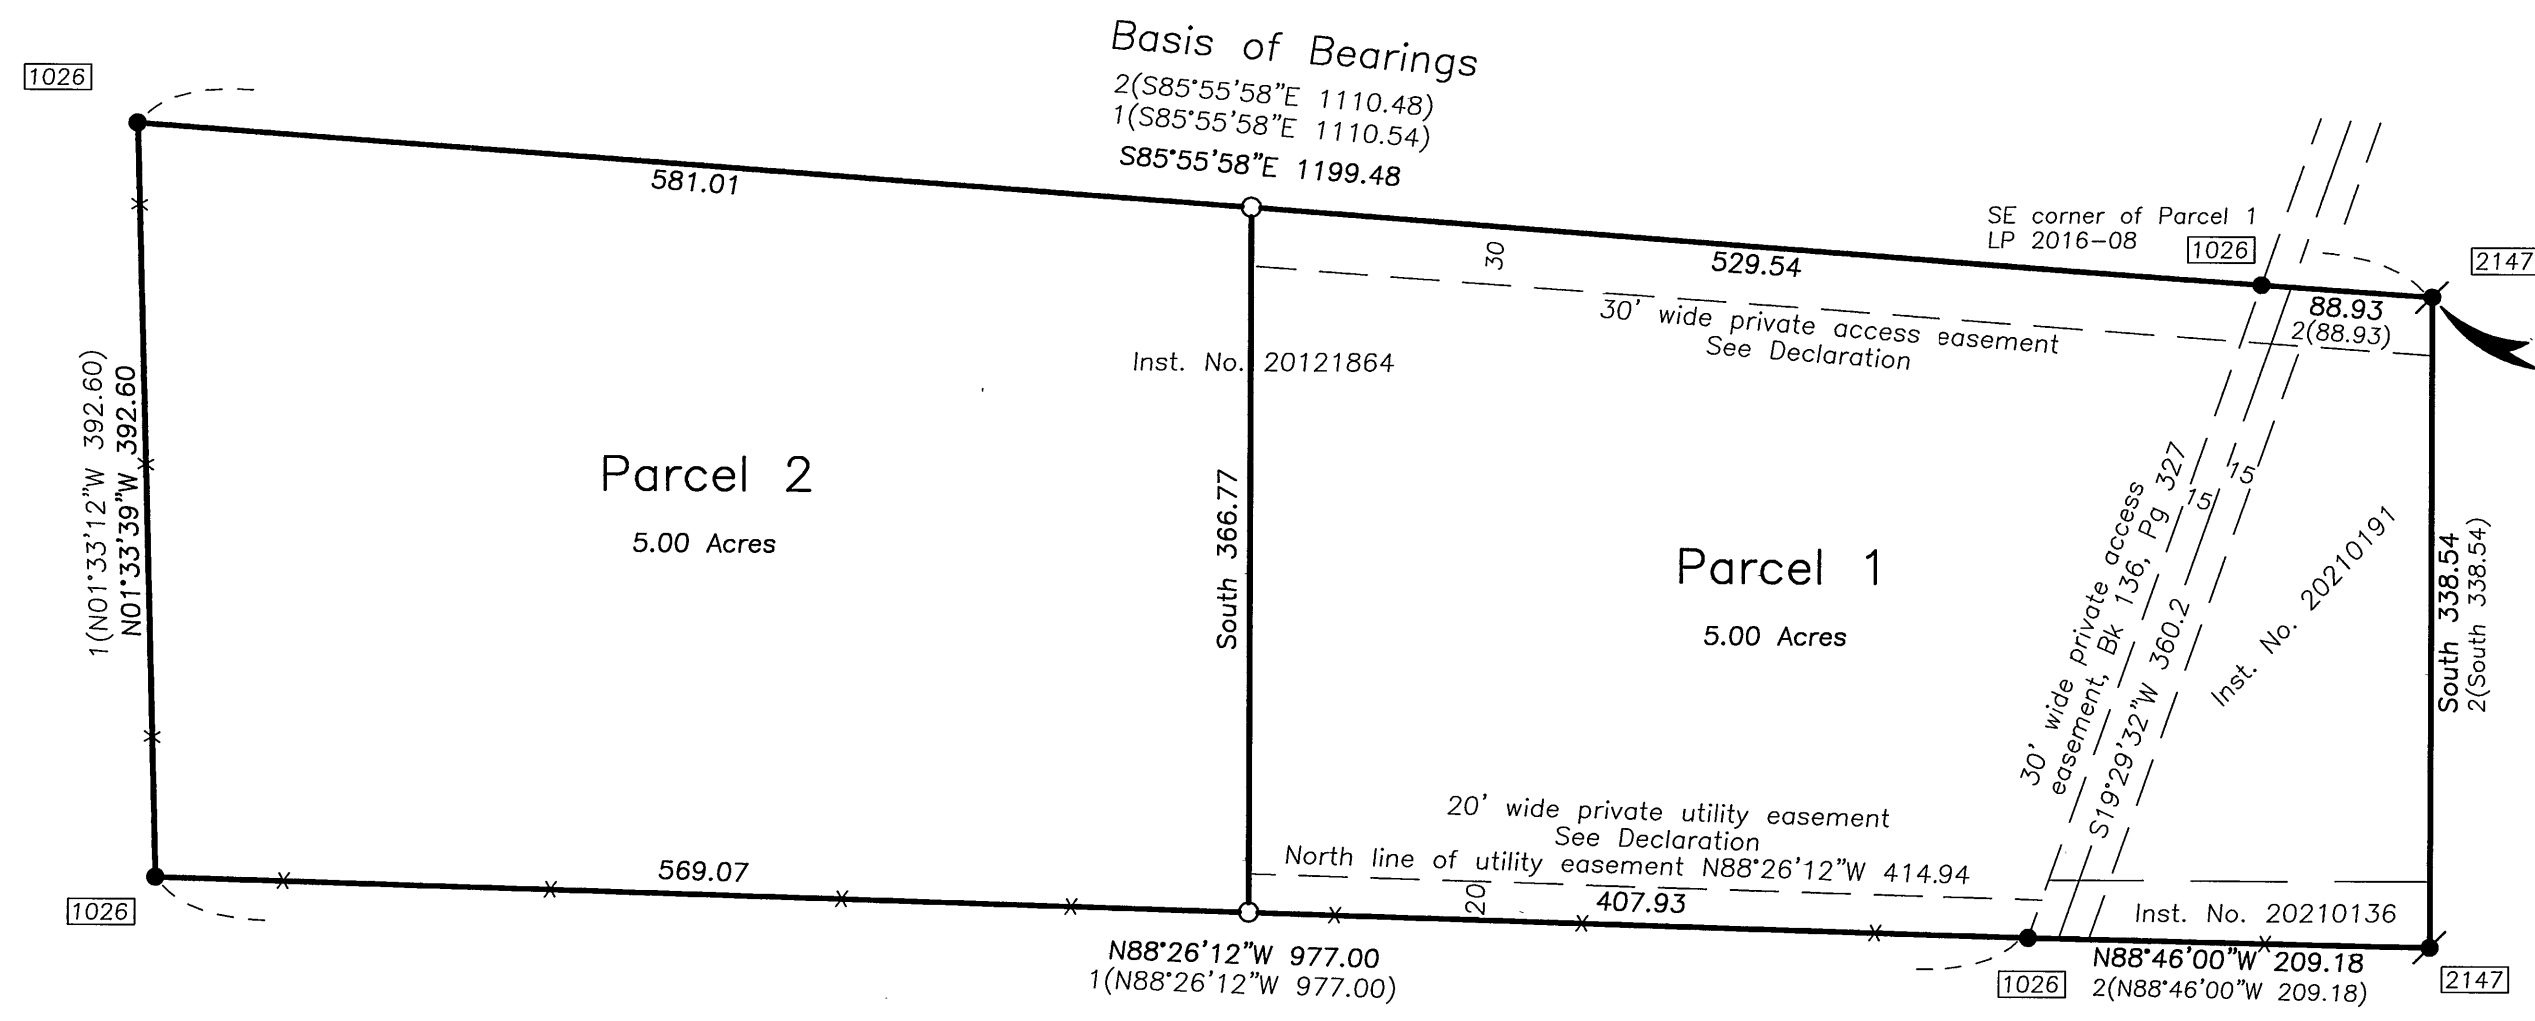 Basis of Bearings
2(S85°55'58"E 1110.48)
1(S85°55'58"E 1110.54)
S85°55'58"E 1199.48
1026
581.01
SE corner of Parcel 1
LP 2016-08
1026
2147
30
529.54
88.93
2(88.93)
30' wide private access easement
See Declaration
Inst. No. 20121864
1(N01°33'12"W 392.60)
N01°33'39"W 392.60
Parcel 2
5.00 Acres
South 366.77
Parcel 1
5.00 Acres
30' wide private access
easement, Bk 136, Pg 327
15
15
S19°29'32"W 360.2
Inst. No. 20210191
South 338.54
2(South 338.54)
20' wide private utility easement
See Declaration
North line of utility easement N88°26'12"W 414.94
569.07
20
407.93
Inst. No. 20210136
1026
N88°26'12"W 977.00
1(N88°26'12"W 977.00)
1026
N88°46'00"W 209.18
2(N88°46'00"W 209.18)
2147